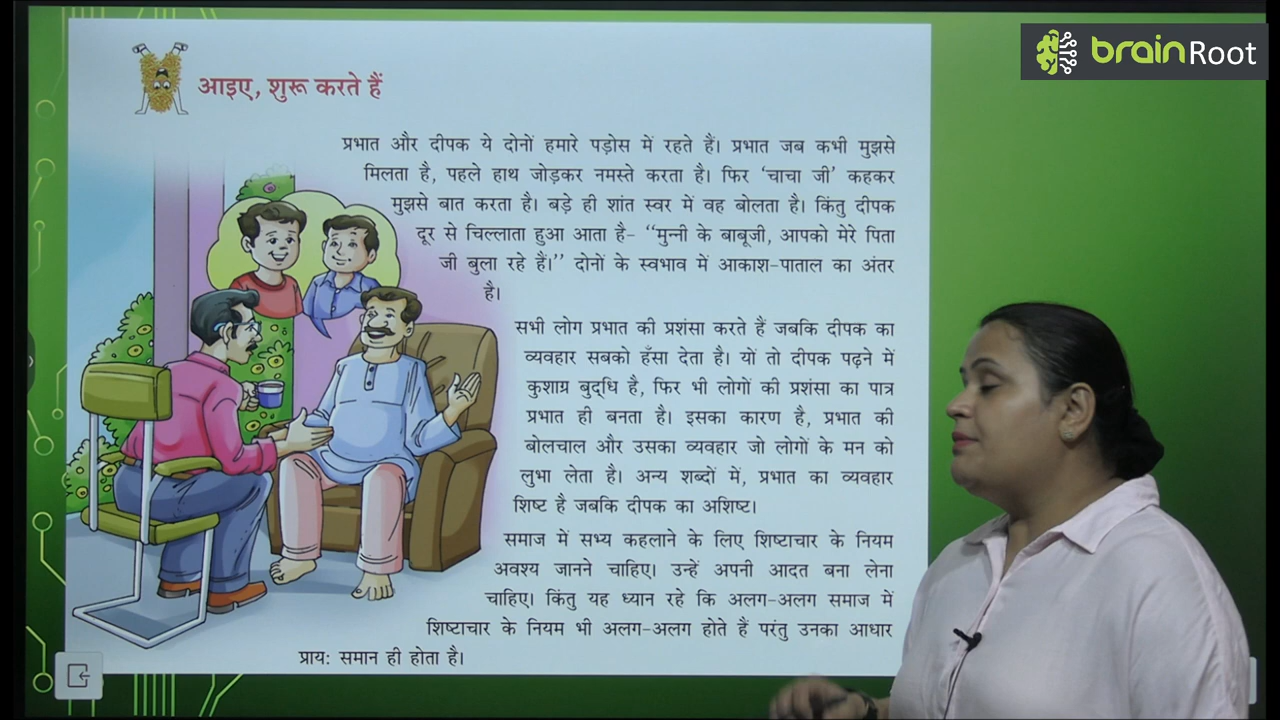 brainRoot
आइए, शुरू करते हैं
प्रभात और दीपक ये दोनों हमारे पड़ोस में रहते हैं। प्रभात जब कभी मुझसे
मिलता है, पहले हाथ जोड़कर नमस्ते करता है। फिर ‘चाचा जी’ कहकर
मुझसे बात करता है। बड़े ही शांत स्वर में वह बोलता है। किंतु दीपक
दूर से चिल्लाता हुआ आता है- ‘‘मुन्नी के बाबूजी, आपको मेरे पिता
जी बुला रहे हैं।’’ दोनों के स्वभाव में आकाश-पाताल का अंतर
है।
सभी लोग प्रभात की प्रशंसा करते हैं जबकि दीपक का
व्यवहार सबको हँसा देता है। यों तो दीपक पढ़ने में
कुशाग्र बुद्धि है, फिर भी लोगों की प्रशंसा का पात्र
प्रभात ही बनता है। इसका कारण है, प्रभात की
बोलचाल और उसका व्यवहार जो लोगों के मन को
लुभा लेता है। अन्य शब्दों में, प्रभात का व्यवहार
शिष्ट है जबकि दीपक का अशिष्ट।
समाज में सभ्य कहलाने के लिए शिष्टाचार के नियम
अवश्य जानने चाहिए। उन्हें अपनी आदत बना लेना
चाहिए। किंतु यह ध्यान रहे कि अलग-अलग समाज में
शिष्टाचार के नियम भी अलग-अलग होते हैं परंतु उनका आधार
प्राय: समान ही होता है।